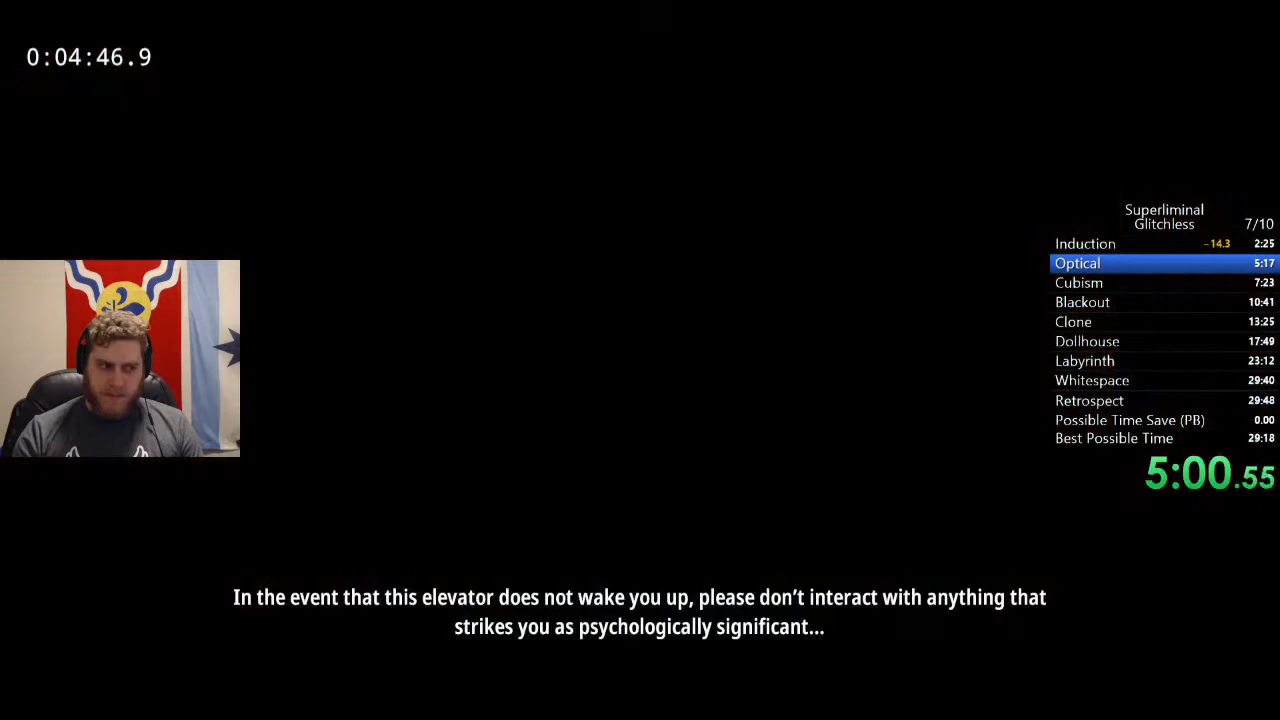 0:04:46.9
Superliminal
Glitchless 7/10
Induction -14.3 2:25
Optical 5:17
Cubism 7:23
Blackout 10:41
Clone 13:25
Dollhouse 17:49
Labyrinth 23:12
Whitespace 29:40
Retrospect 29:48
Possible Time Save (PB) 0.00
Best Possible Time 29:18
5:00.55
In the event that this elevator does not wake you up, please don't interact with anything that
strikes you as psychologically significant...